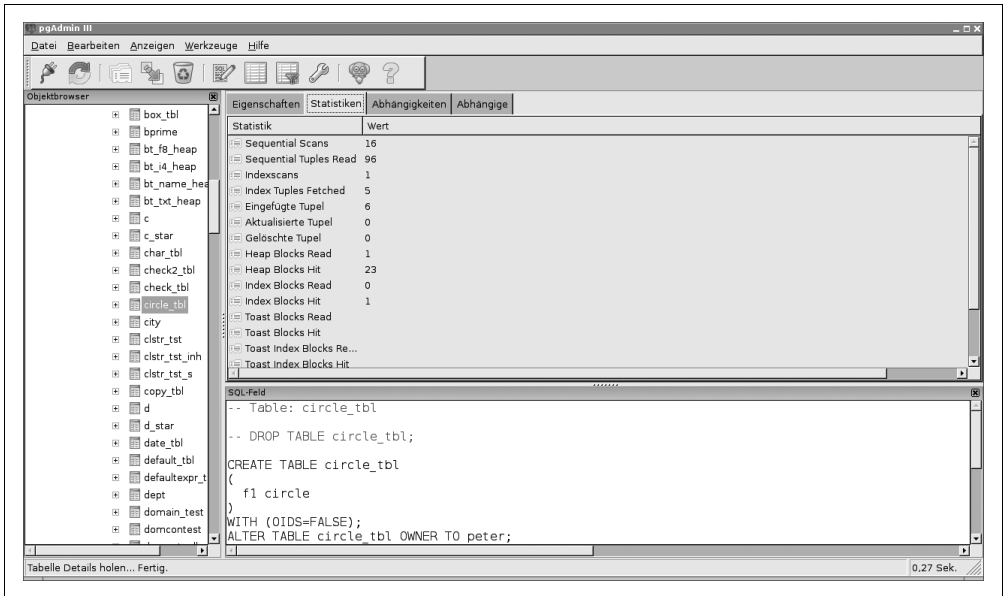 pgAdmin III
Datei Bearbeiten Anzeigen Werkzeuge Hilfe
SQL
Objektbrowser
box_tbl
bprime
bt_f8_heap
bt_i4_heap
bt_name_hea
bt_txt_heap
c
c_star
char_tbl
check2_tbl
check_tbl
circle_tbl
city
clstr_tst
clstr_tst_inh
clstr_tst_s
copy_tbl
d
d_star
date_tbl
default_tbl
defaultexpr_t
dept
domain_test
domcontest
Eigenschaften Statistiken Abhängigkeiten Abhängige
Statistik Wert
Sequential Scans 16
Sequential Tuples Read 96
Indexscans 1
Index Tuples Fetched 5
Eingefügte Tupel 6
Aktualisierte Tupel 0
Gelöschte Tupel 0
Heap Blocks Read 1
Heap Blocks Hit 23
Index Blocks Read 0
Index Blocks Hit 1
Toast Blocks Read
Toast Blocks Hit
Toast Index Blocks Re...
Toast Index Blocks Hit
SQL-Feld
-- Table: circle_tbl
-- DROP TABLE circle_tbl;
CREATE TABLE circle_tbl
(
f1 circle
)
WITH (OIDS=FALSE);
ALTER TABLE circle_tbl OWNER TO peter;
Tabelle Details holen... Fertig.
0,27 Sek.